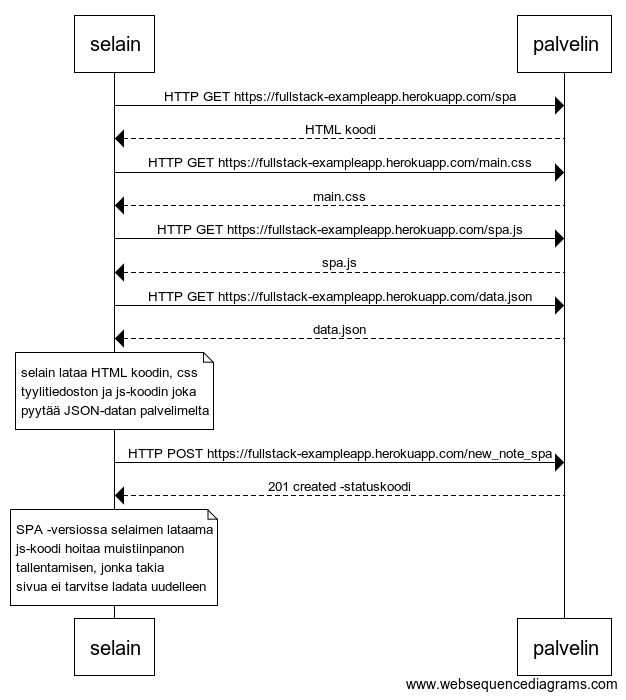 selain palvelin
HTTP GET https://fullstack-exampleapp.herokuapp.com/spa
HTML koodi
HTTP GET https://fullstack-exampleapp.herokuapp.com/main.css
main.css
HTTP GET https://fullstack-exampleapp.herokuapp.com/spa.js
spa.js
HTTP GET https://fullstack-exampleapp.herokuapp.com/data.json
data.json
selain lataa HTML koodin, css
tyylitiedoston ja js-koodin joka
pyytää JSON-datan palvelimelta
HTTP POST https://fullstack-exampleapp.herokuapp.com/new_note_spa
201 created -statuskoodi
SPA -versiossa selaimen lataama
js-koodi hoitaa muistiinpanon
tallentamisen, jonka takia
sivua ei tarvitse ladata uudelleen
selain palvelin
www.websequencediagrams.com